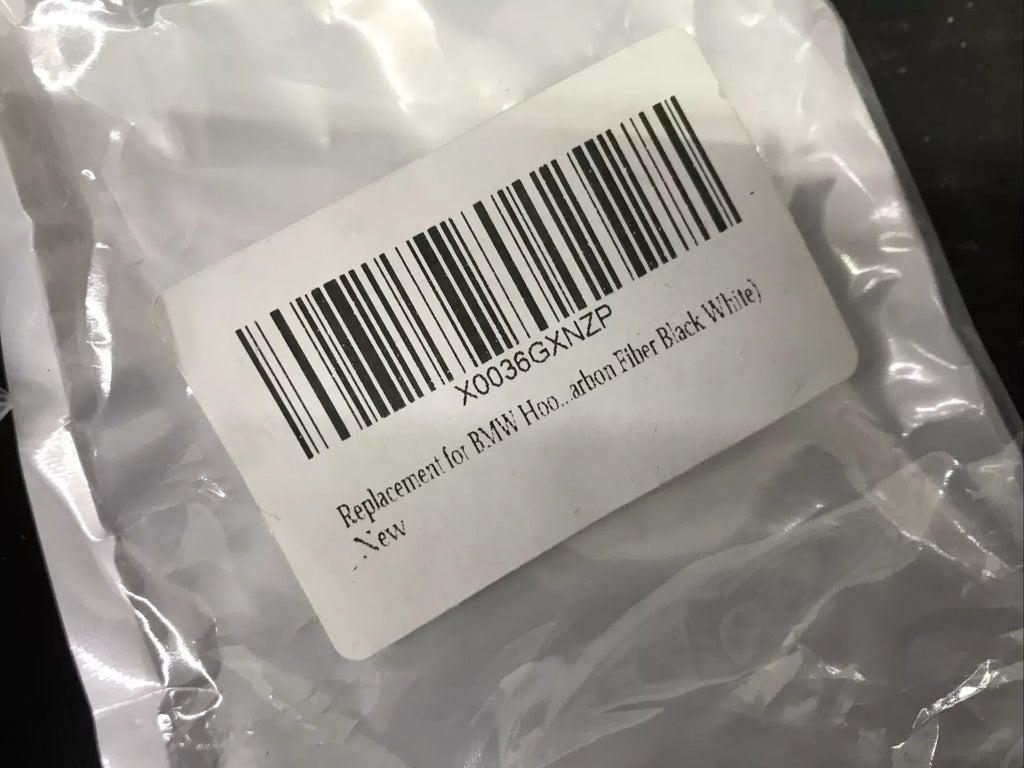 X0036GXNZP
Replacement for BMW Hoo...arbon Fiber Black White)
New